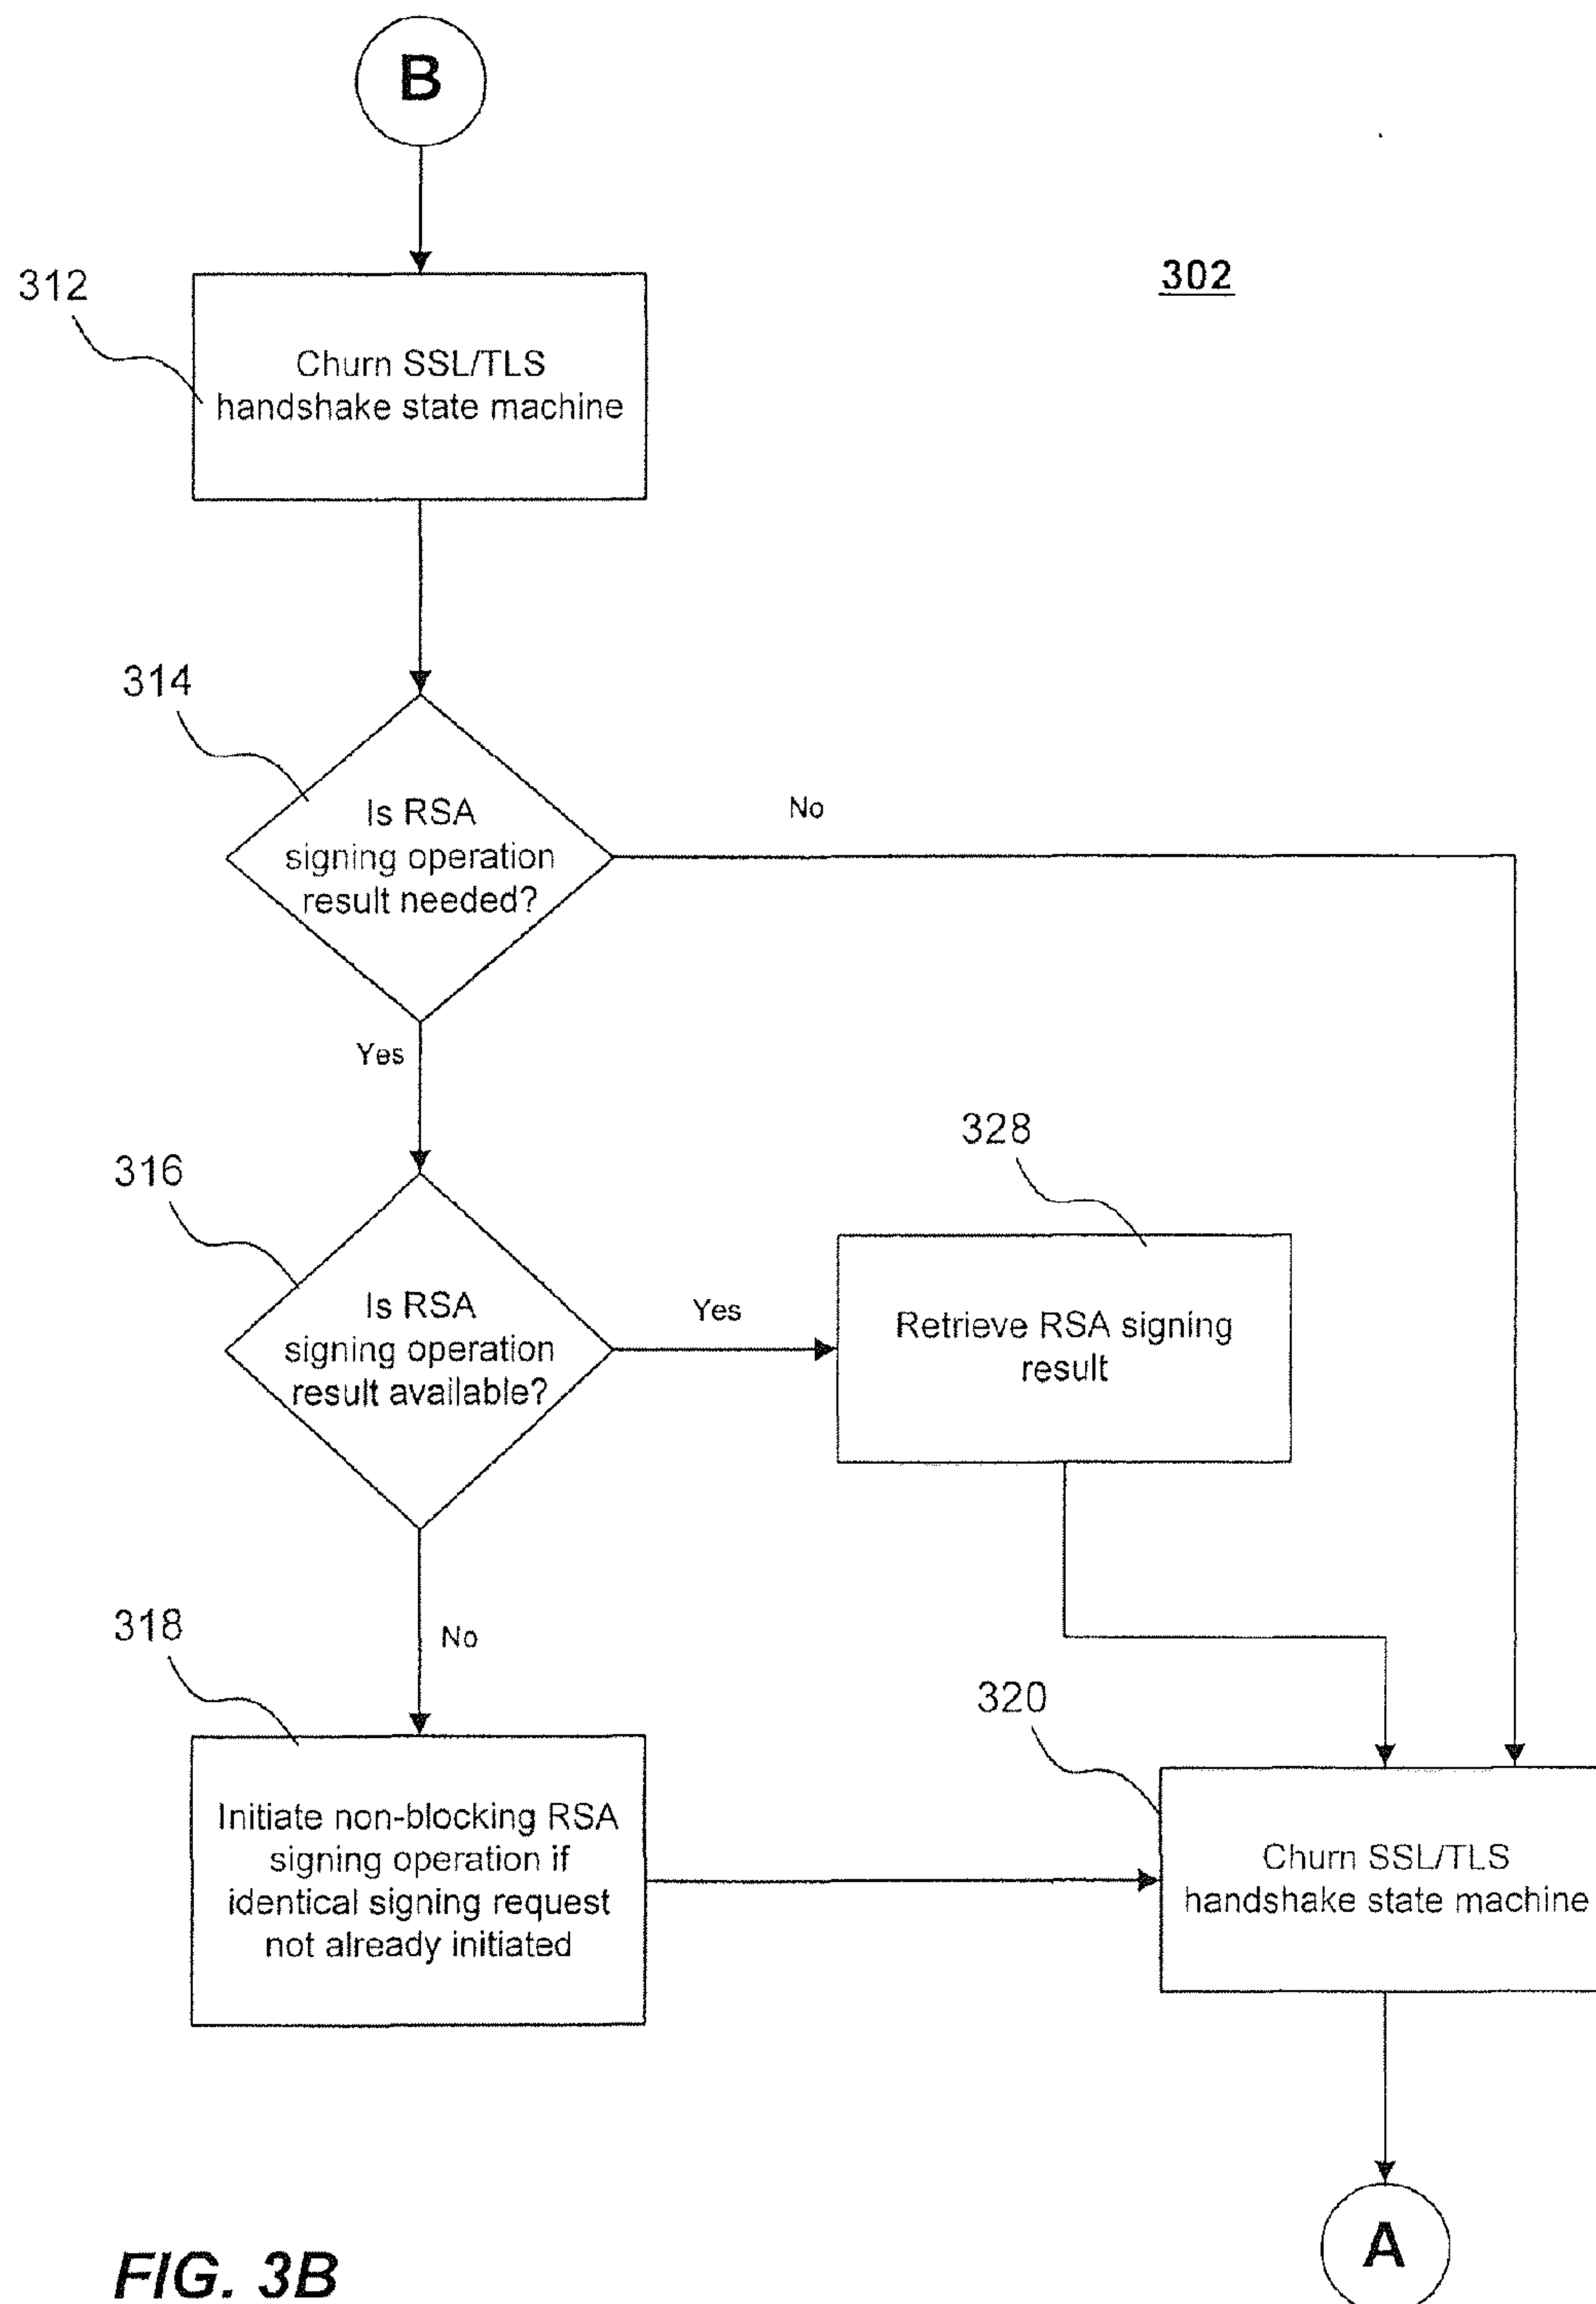 B
302
312
Churn SSL/TLS
handshake state machine
314
Is RSA
signing operation
result needed?
No
Yes
316
Is RSA
signing operation
result available?
Yes
328
Retrieve RSA signing
result
No
318
Initiate non-blocking RSA
signing operation if
identical signing request
not already initiated
320
Churn SSL/TLS
handshake state machine
A
FIG. 3B